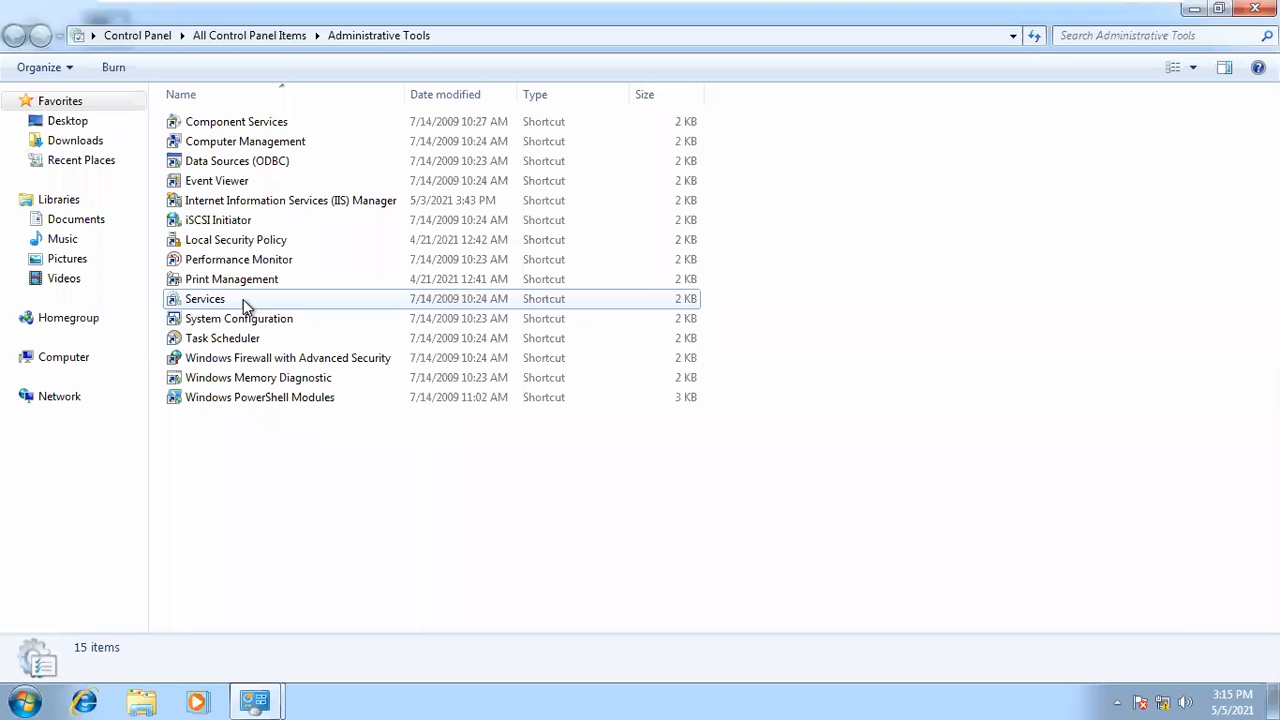 Control Panel All Control Panel Items Administrative Tools Search Administrative Tools
Organize Burn
Favorites
Desktop
Downloads
Recent Places
Libraries
Documents
Music
Pictures
Videos
Homegroup
Computer
Network
Name Date modified Type Size
Component Services 7/14/2009 10:27 AM Shortcut 2 KB
Computer Management 7/14/2009 10:24 AM Shortcut 2 KB
Data Sources (ODBC) 7/14/2009 10:23 AM Shortcut 2 KB
Event Viewer 7/14/2009 10:24 AM Shortcut 2 KB
Internet Information Services (IIS) Manager 5/3/2021 3:43 PM Shortcut 2 KB
iSCSI Initiator 7/14/2009 10:24 AM Shortcut 2 KB
Local Security Policy 4/21/2021 12:42 AM Shortcut 2 KB
Performance Monitor 7/14/2009 10:23 AM Shortcut 2 KB
Print Management 4/21/2021 12:41 AM Shortcut 2 KB
Services 7/14/2009 10:24 AM Shortcut 2 KB
System Configuration 7/14/2009 10:23 AM Shortcut 2 KB
Task Scheduler 7/14/2009 10:24 AM Shortcut 2 KB
Windows Firewall with Advanced Security 7/14/2009 10:24 AM Shortcut 2 KB
Windows Memory Diagnostic 7/14/2009 10:23 AM Shortcut 2 KB
Windows PowerShell Modules 7/14/2009 11:02 AM Shortcut 3 KB
15 items
3:15 PM
5/5/2021